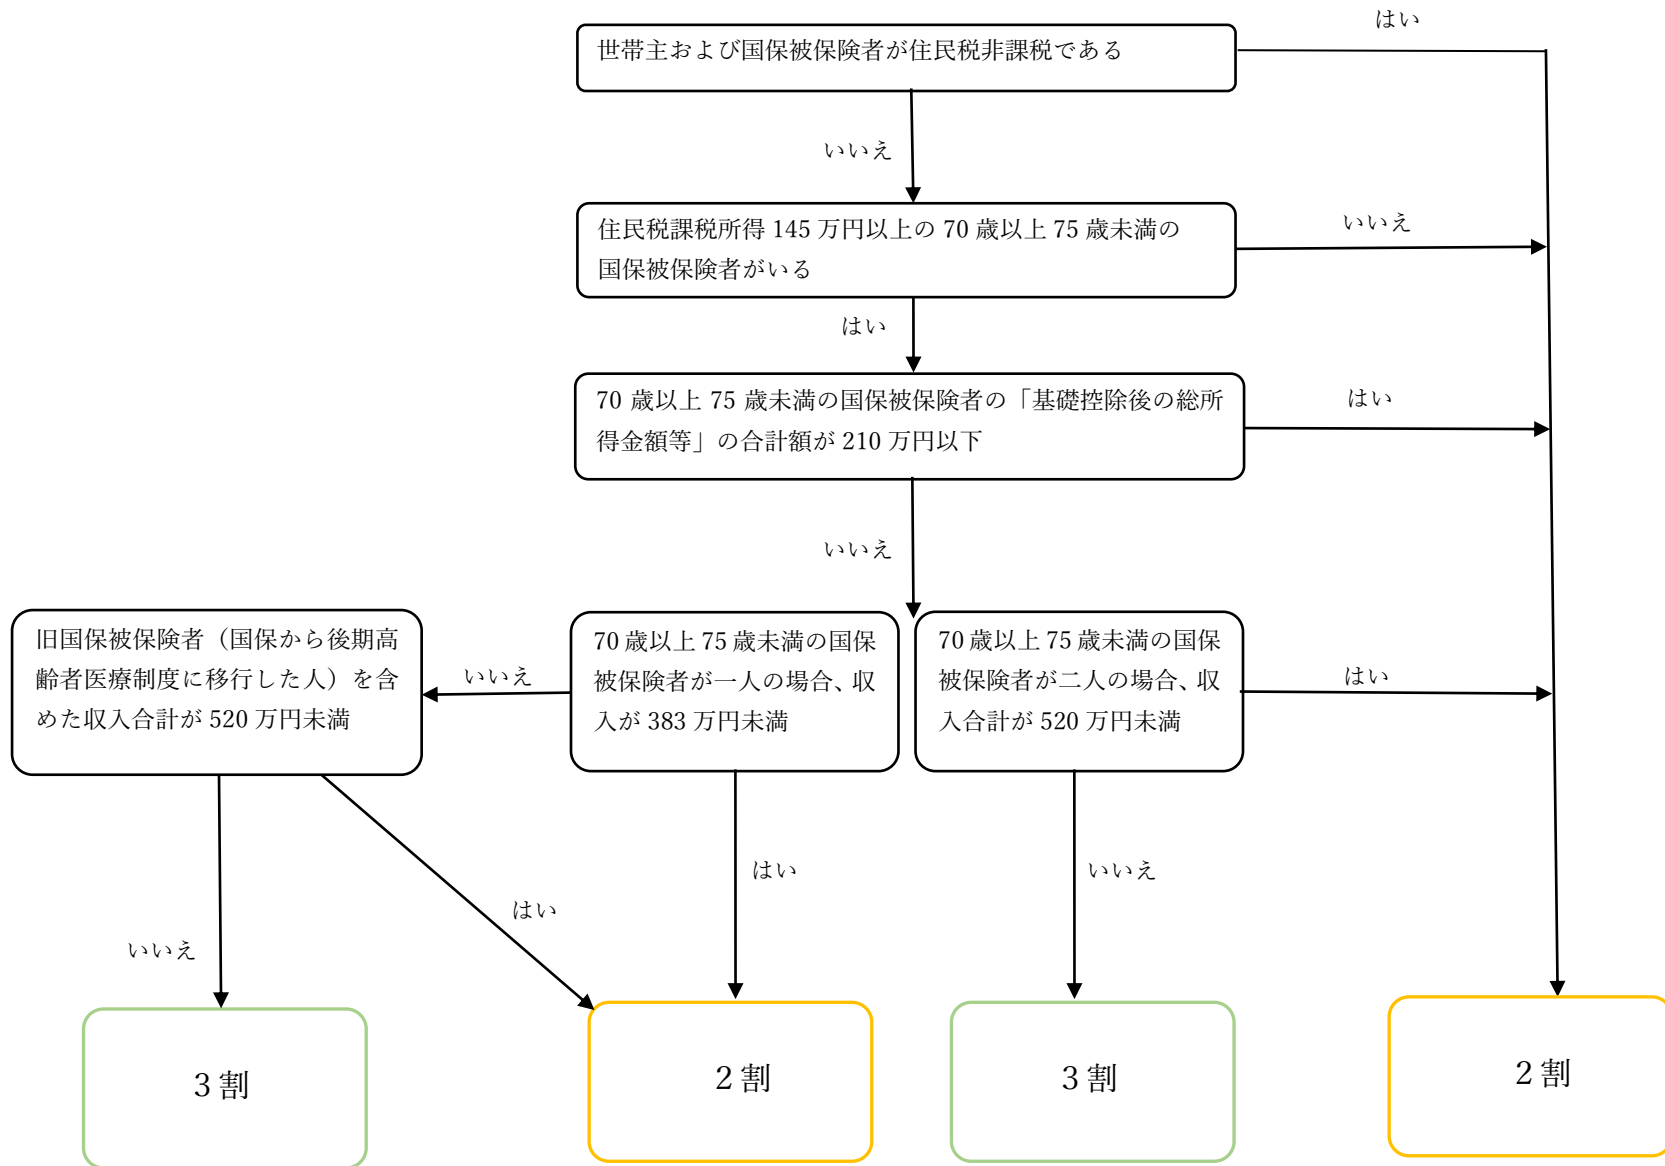 はい
世帯主および国保被保険者が住民税非課税である
いいえ
住民税課税所得 145 万円以上の 70 歳以上 75 歳未満の
国保被保険者がいる
いいえ
はい
70 歳以上 75 歳未満の国保被保険者の「基礎控除後の総所
得金額等」の合計額が 210 万円以下
はい
いいえ
旧国保被保険者（国保から後期高
齢者医療制度に移行した人）を含
めた収入合計が 520 万円未満
いいえ
70 歳以上 75 歳未満の国保
被保険者が一人の場合、収
入が 383 万円未満
70 歳以上 75 歳未満の国保
被保険者が二人の場合、収
入合計が 520 万円未満
はい
いいえ
はい
はい
いいえ
3 割
2 割
3 割
2 割